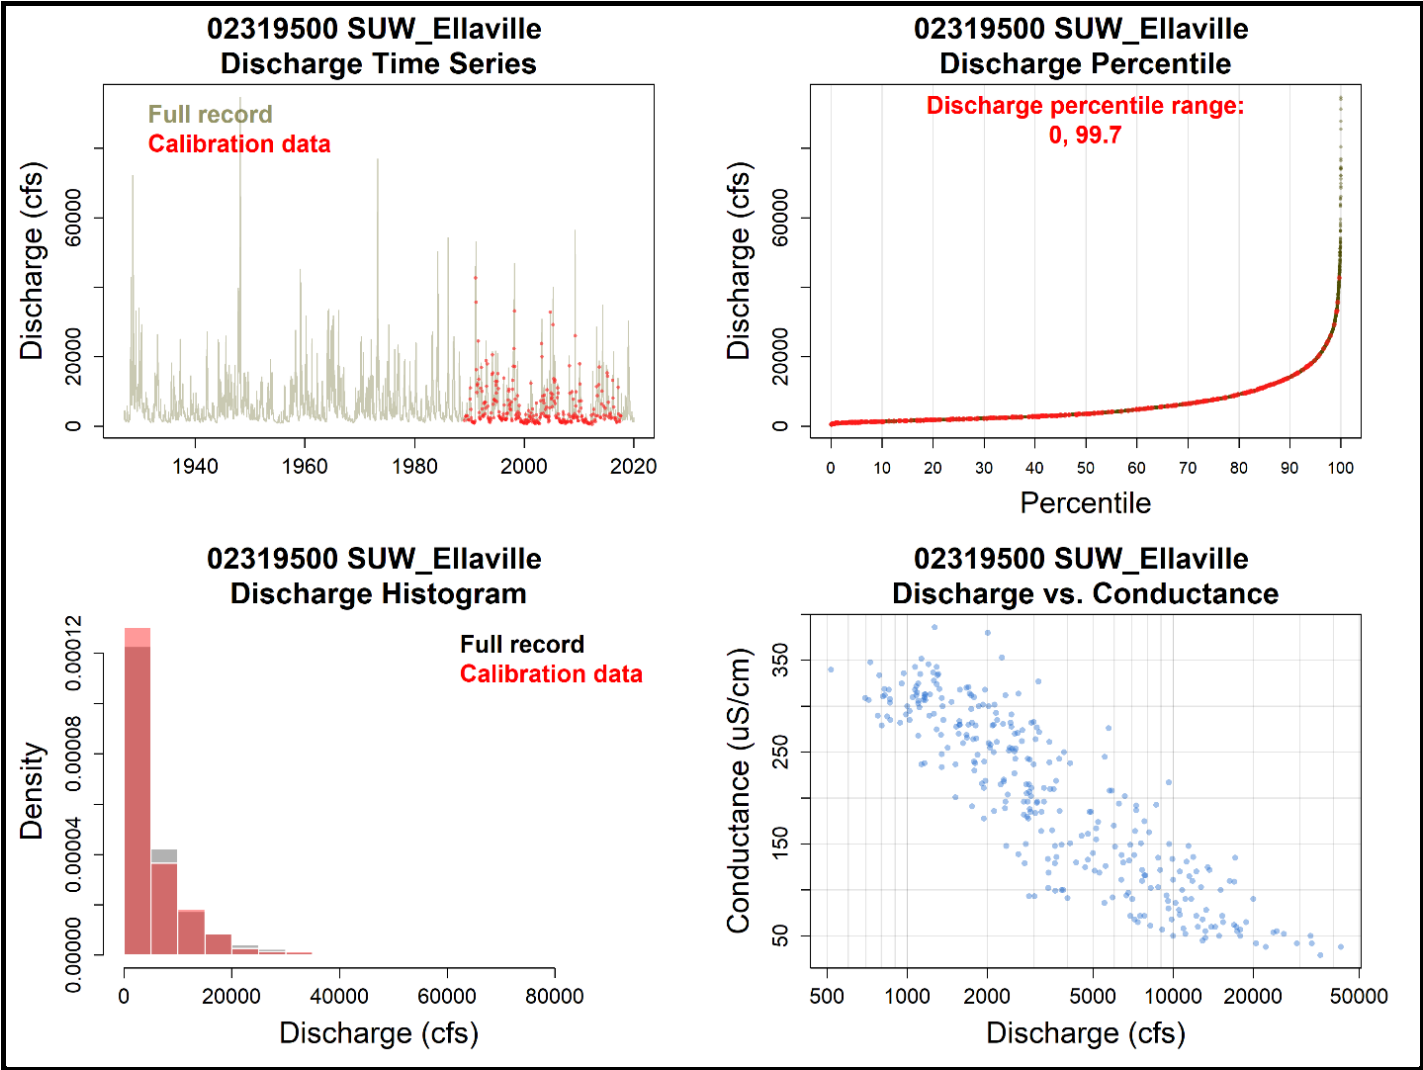 02319500 SUW_Ellaville
Discharge Time Series
Full record
Calibration data
Discharge (cfs)
0
20000
60000
1940
1960
1980
2000
2020
02319500 SUW_Ellaville
Discharge Percentile
Discharge percentile range:
0, 99.7
Discharge (cfs)
0
20000
60000
0
10
20
30
40
50
60
70
80
90
100
Percentile
02319500 SUW_Ellaville
Discharge Histogram
Full record
Calibration data
Density
0.00000
0.00004
0.00008
0.00012
0
20000
40000
60000
80000
Discharge (cfs)
02319500 SUW_Ellaville
Discharge vs. Conductance
Conductance (uS/cm)
50
150
250
350
500
1000
2000
5000
10000
20000
50000
Discharge (cfs)